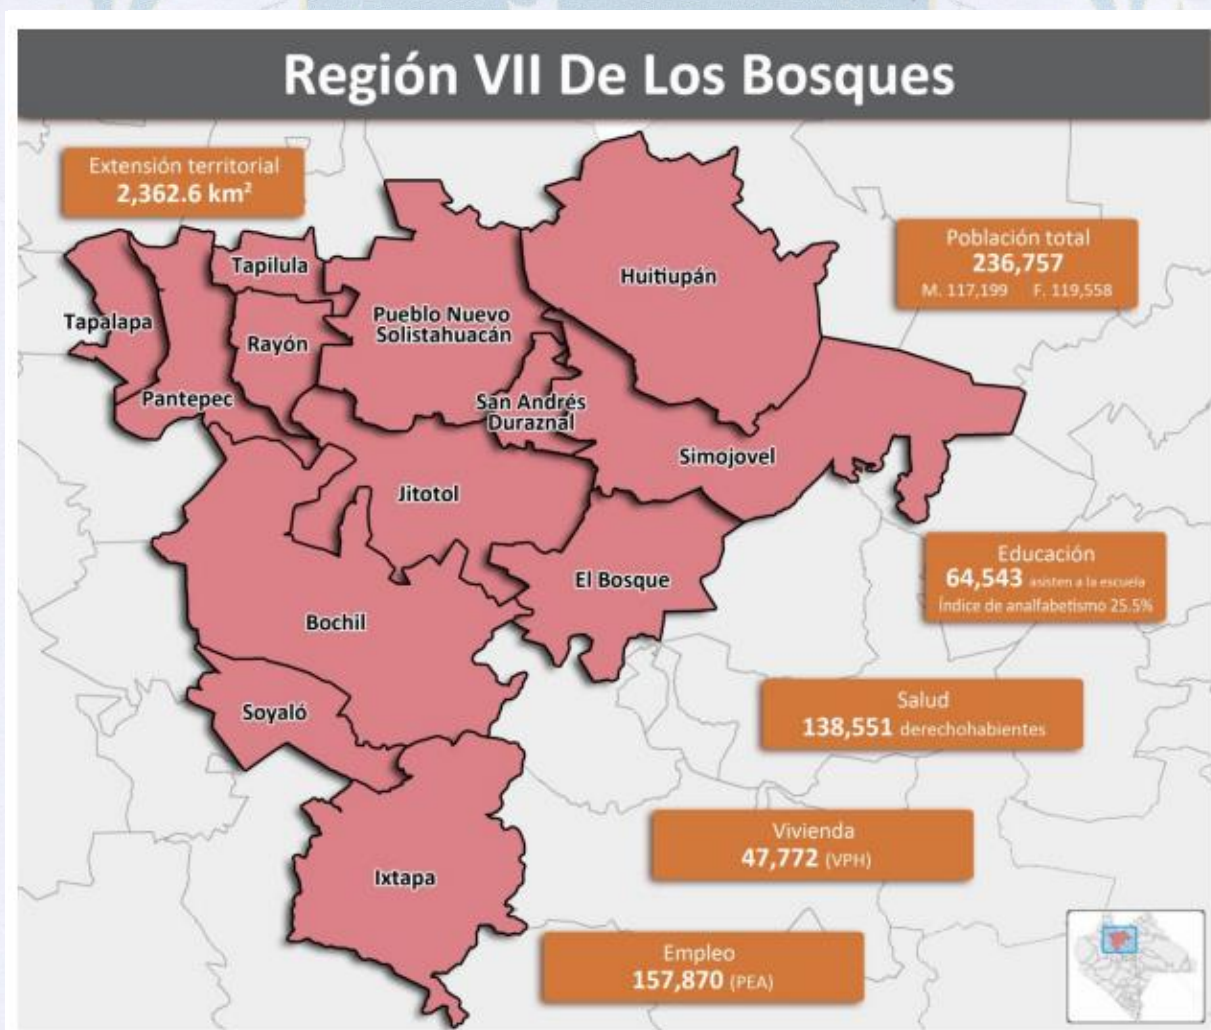 Región VII De Los Bosques
Extensión territorial
2,362.6 km²
Población total
236,757
M. 117,199 F. 119,558
Tapilula
Huitiupán
Tapalapa
Pueblo Nuevo
Solistahuacán
Rayón
Pantepec
San Andrés
Duraznal
Simojovel
Jitotol
El Bosque
Bochil
Soyaló
Ixtapa
Educación
64,543 asisten a la escuela
Índice de analfabetismo 25.5%
Salud
138,551 derechohabientes
Vivienda
47,772 (VPH)
Empleo
157,870 (PEA)